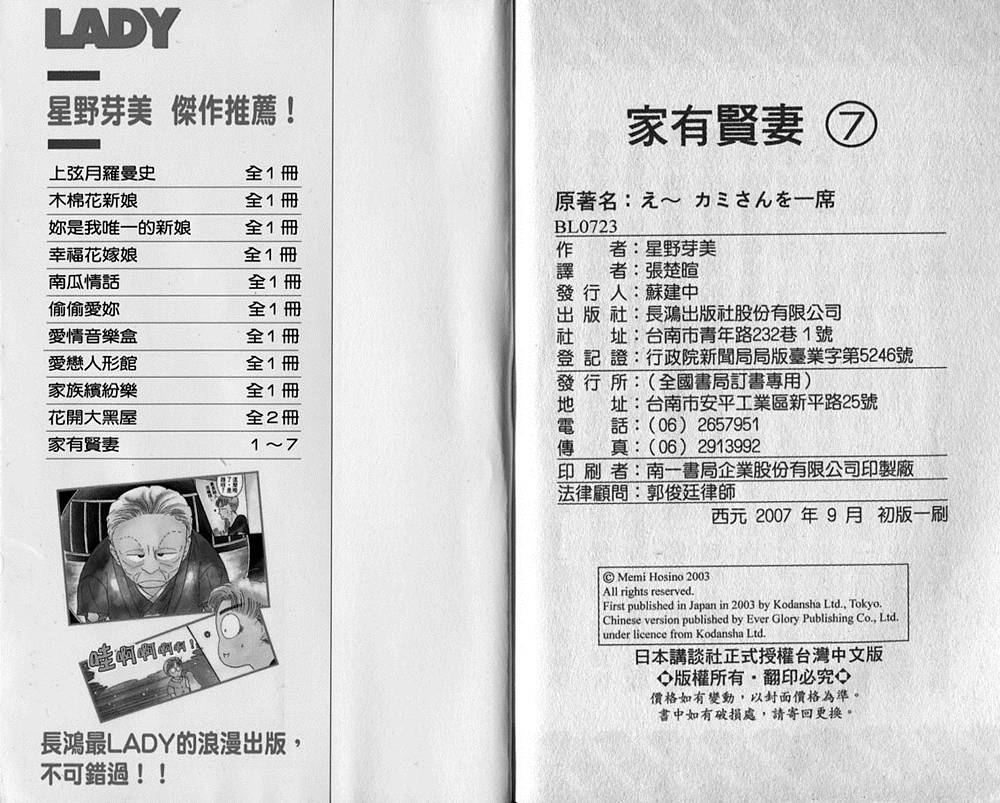 LADY
星野芽美 傑作推薦！
上弦月羅曼史 全1冊
木棉花新娘 全1冊
妳是我唯一的新娘 全1冊
幸福花嫁娘 全1冊
南瓜情話 全1冊
偷偷愛妳 全1冊
愛情音樂盒 全1冊
愛戀人形館 全1冊
家族繽紛樂 全1冊
花開大黑屋 全2冊
家有賢妻 1～7
哇啊啊啊啊！
長鴻最LADY的浪漫出版，
不可錯過！！
家有賢妻 ⑦
原著名：え～ カミさんを一席
BL0723
作者：星野芽美
譯者：張楚暄
發行人：蘇建中
出版社：長鴻出版社股份有限公司
社址：台南市青年路232巷1號
登記證：行政院新聞局局版臺業字第5246號
發行所：（全國書局訂書專用）
地址：台南市安平工業區新平路25號
電話：（06）2657951
傳真：（06）2913992
印刷者：南一書局企業股份有限公司印製廠
法律顧問：郭俊廷律師
西元 2007 年 9 月 初版一刷
© Memi Hosino 2003
All rights reserved.
First published in Japan in 2003 by Kodansha Ltd., Tokyo.
Chinese version published by Ever Glory Publishing Co., Ltd.
under licence from Kodansha Ltd.
日本講談社正式授權台灣中文版
◇版權所有・翻印必究◇
價格如有變動，以封面價格為準。
書中如有破損處，請寄回更換。